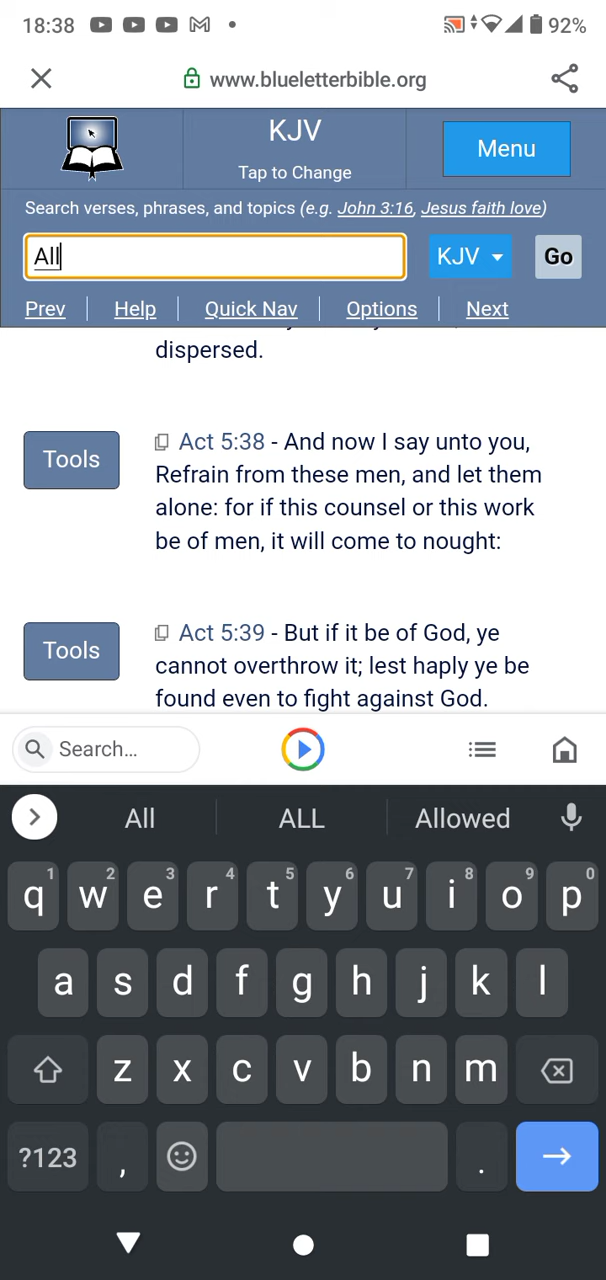 18:38
92%
www.blueletterbible.org
KJV
Tap to Change
Menu
Search verses, phrases, and topics (e.g. John 3:16, Jesus faith love)
All
KJV
Go
Prev
Help
Quick Nav
Options
Next
dispersed.
Tools
Act 5:38 - And now I say unto you,
Refrain from these men, and let them
alone: for if this counsel or this work
be of men, it will come to nought:
Tools
Act 5:39 - But if it be of God, ye
cannot overthrow it; lest haply ye be
found even to fight against God.
Search...
All ALL Allowed
1 2 3 4 5 6 7 8 9 0
q w e r t y u i o p
a s d f g h j k l
z x c v b n m
?123 , .